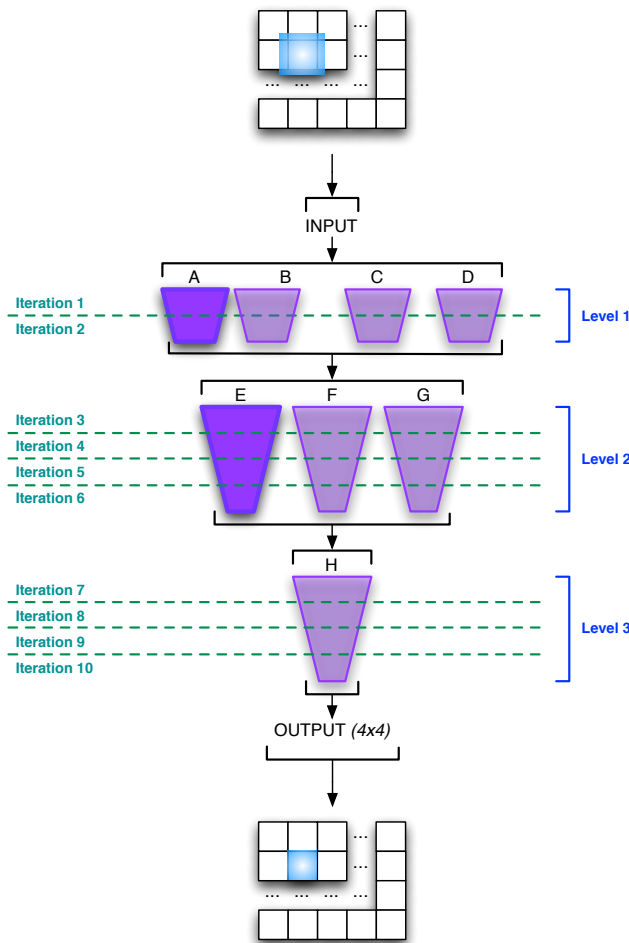 ... 
...
... ... ... ...
INPUT
A B C D
Iteration 1
Iteration 2
Level 1
E F G
Iteration 3
Iteration 4
Iteration 5
Iteration 6
Level 2
H
Iteration 7
Iteration 8
Iteration 9
Iteration 10
Level 3
OUTPUT (4x4)
...
...
... ... ... ...